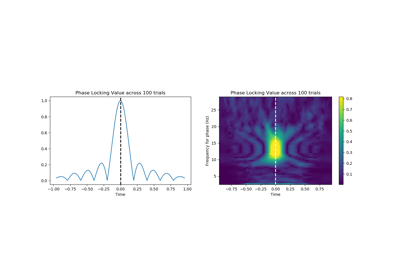 Phase Locking Value across 100 trials
1.0
0.8
0.6
0.4
0.2
0.0
−1.00 −0.75 −0.50 −0.25 0.00 0.25 0.50 0.75 1.00
Time
Phase Locking Value across 100 trials
Frequency for phase (Hz)
25
20
15
10
5
−0.75 −0.50 −0.25 0.00 0.25 0.50 0.75
Time
0.8
0.7
0.6
0.5
0.4
0.3
0.2
0.1